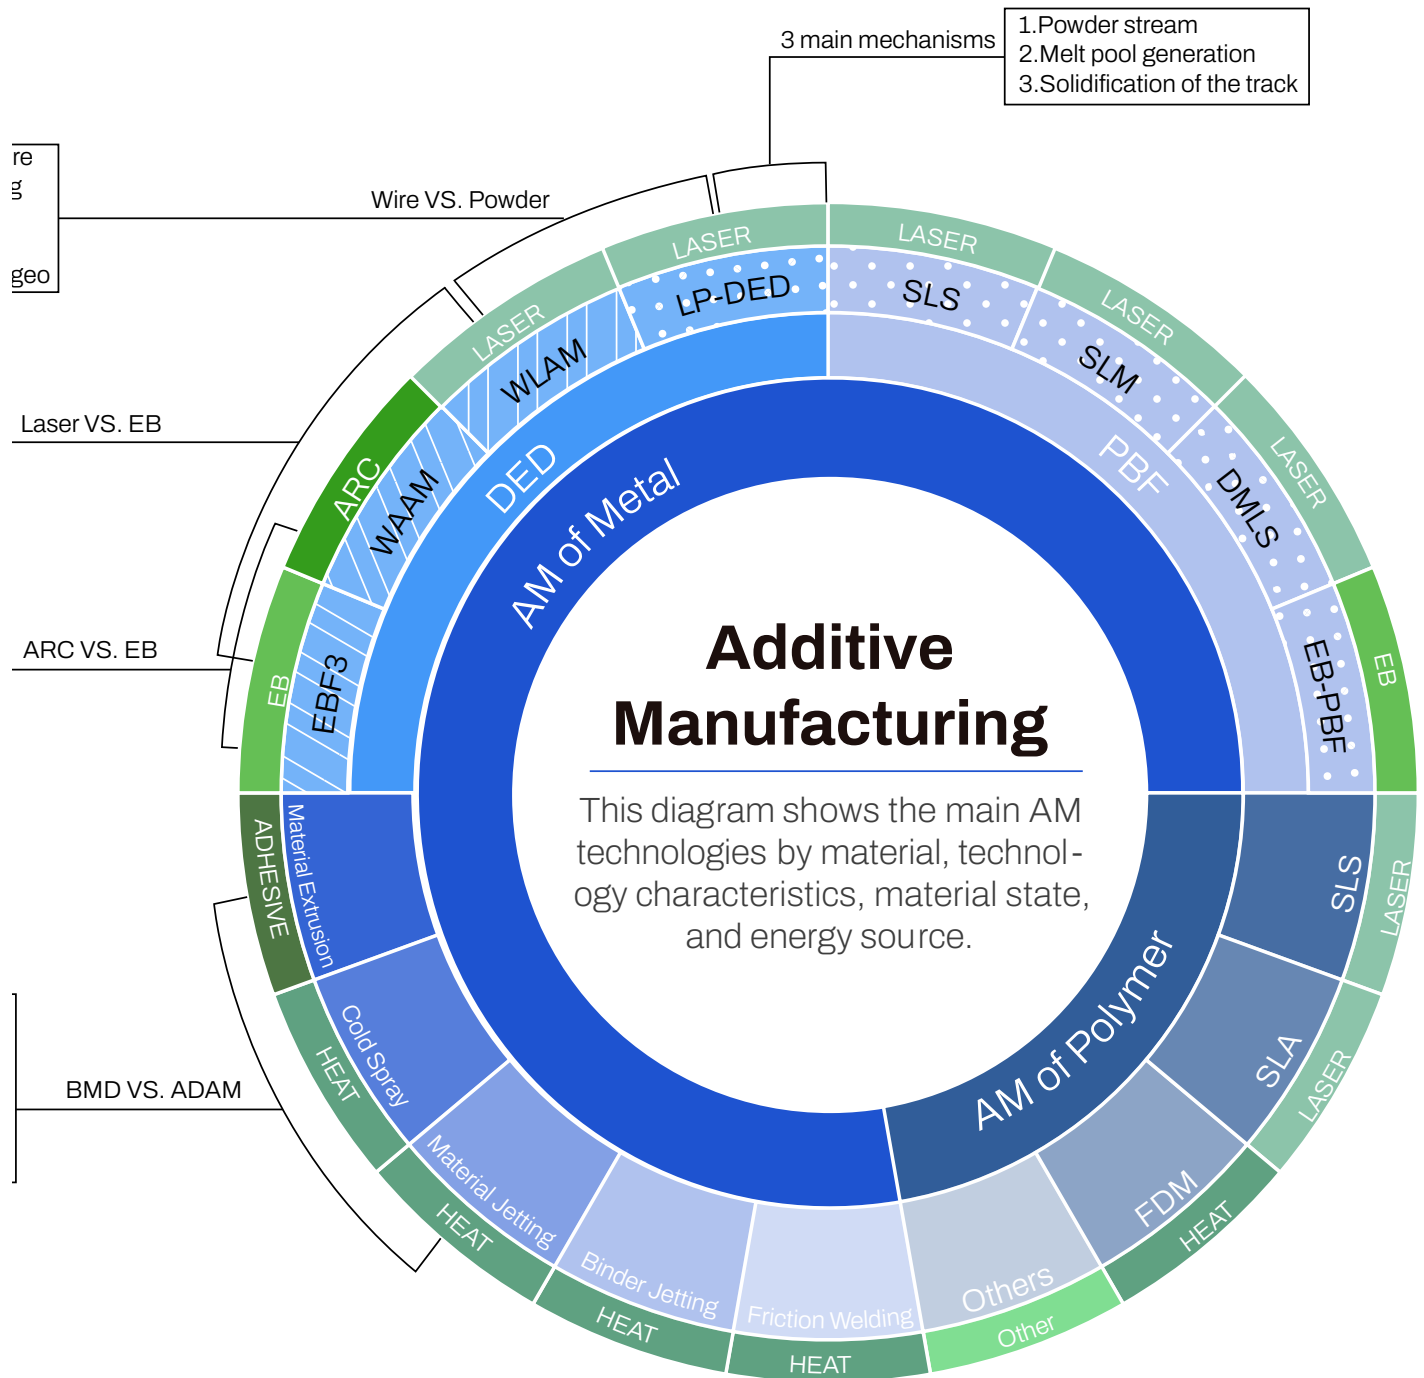 3 main mechanisms
1.Powder stream
2.Melt pool generation
3.Solidification of the track
re
g
geo
Wire VS. Powder
Laser VS. EB
ARC VS. EB
BMD VS. ADAM
LASER
LASER
LASER
LASER
LASER
ARC
EB
EB
LP-DED
SLS
SLM
DMLS
EB-PBF
WLAM
WAAM
EBF3
DED
PBF
AM of Metal
Additive
Manufacturing
This diagram shows the main AM
technologies by material, technol-
ogy characteristics, material state,
and energy source.
AM of Polymer
ADHESIVE
Material Extrusion
HEAT
Cold Spray
HEAT
Material Jetting
HEAT
Binder Jetting
HEAT
Friction Welding
Other
Others
HEAT
FDM
LASER
SLA
LASER
SLS